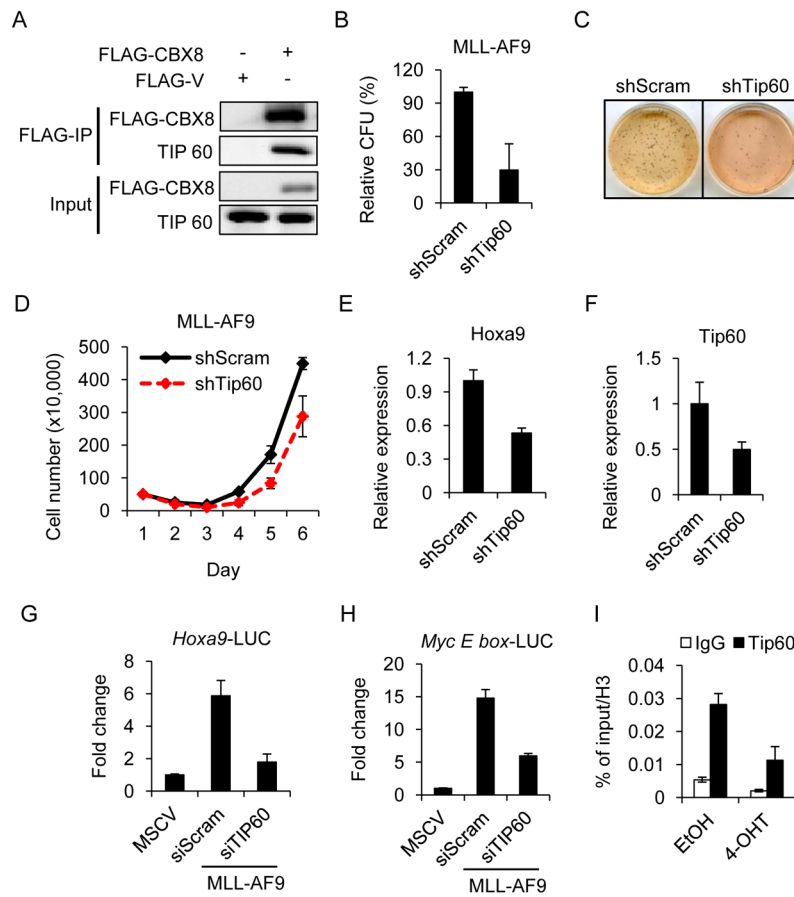 A
FLAG-CBX8 - +
FLAG-V + -
FLAG-IP
FLAG-CBX8
TIP 60
Input
FLAG-CBX8
TIP 60
B
MLL-AF9
Relative CFU (%)
120
90
60
30
0
shScram
shTip60
C
shScram shTip60
D
MLL-AF9
Cell number (x10,000)
500
400
300
200
100
0
shScram
shTip60
1 2 3 4 5 6
Day
E
Hoxa9
Relative expression
1.2
0.9
0.6
0.3
0
shScram
shTip60
F
Tip60
Relative expression
1.5
1
0.5
0
shScram
shTip60
G
Hoxa9-LUC
Fold change
8
6
4
2
0
MSCV
siScram
siTIP60
MLL-AF9
H
Myc E box-LUC
Fold change
20
15
10
5
0
MSCV
siScram
siTIP60
MLL-AF9
I
IgG Tip60
% of input/H3
0.04
0.03
0.02
0.01
0
EtOH
4-OHT